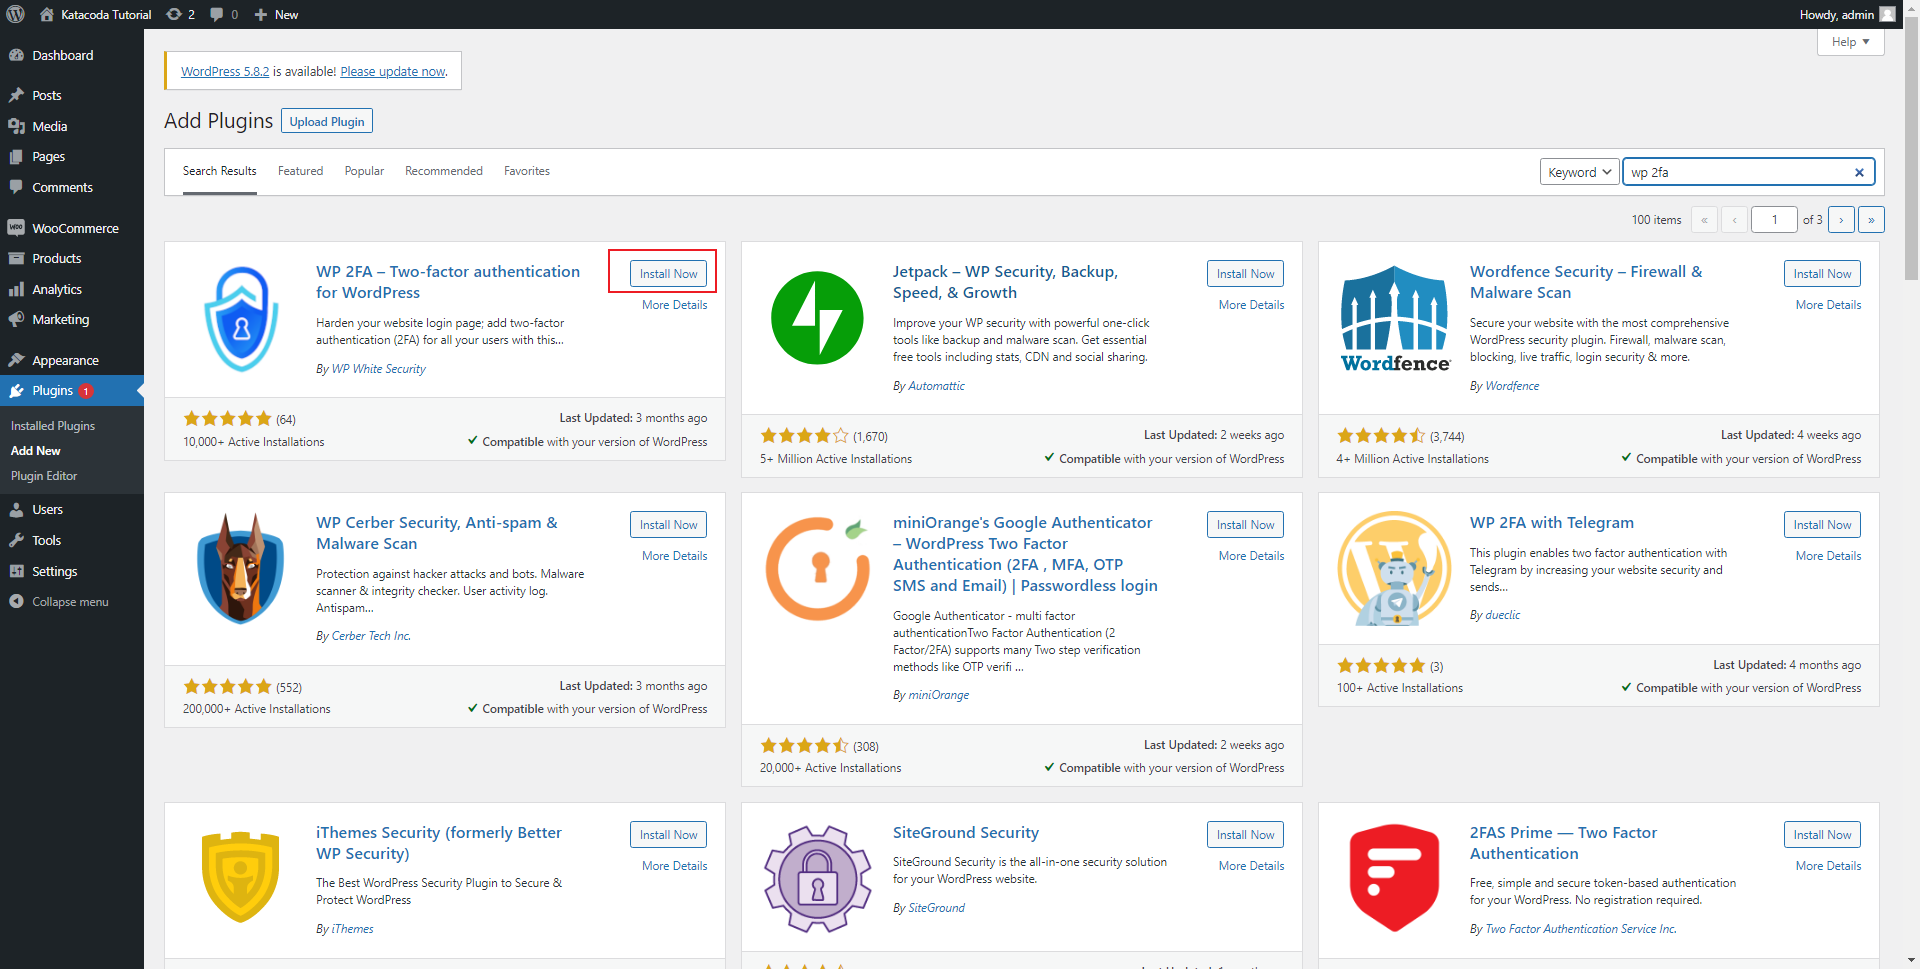 Katacoda Tutorial
2
0
New
Howdy, admin
Dashboard
Posts
Media
Pages
Comments
WooCommerce
Products
Analytics
Marketing
Appearance
Plugins 1
Installed Plugins
Add New
Plugin Editor
Users
Tools
Settings
Collapse menu
Help
WordPress 5.8.2 is available! Please update now.
Add Plugins
Upload Plugin
Search Results
Featured
Popular
Recommended
Favorites
Keyword
wp 2fa
100 items
«
‹
1
of 3
›
»
WP 2FA – Two-factor authentication
for WordPress
Install Now
More Details
Harden your website login page; add two-factor
authentication (2FA) for all your users with this...
By WP White Security
(64)
Last Updated: 3 months ago
10,000+ Active Installations
Compatible with your version of WordPress
Jetpack – WP Security, Backup,
Speed, & Growth
Install Now
More Details
Improve your WP security with powerful one-click
tools like backup and malware scan. Get essential
free tools including stats, CDN and social sharing.
By Automattic
(1,670)
Last Updated: 2 weeks ago
5+ Million Active Installations
Compatible with your version of WordPress
Wordfence
Wordfence Security – Firewall &
Malware Scan
Install Now
More Details
Secure your website with the most comprehensive
WordPress security plugin. Firewall, malware scan,
blocking, live traffic, login security & more.
By Wordfence
(3,744)
Last Updated: 4 weeks ago
4+ Million Active Installations
Compatible with your version of WordPress
WP Cerber Security, Anti-spam &
Malware Scan
Install Now
More Details
Protection against hacker attacks and bots. Malware
scanner & integrity checker. User activity log.
Antispam...
By Cerber Tech Inc.
(552)
Last Updated: 3 months ago
200,000+ Active Installations
Compatible with your version of WordPress
miniOrange's Google Authenticator
– WordPress Two Factor
Authentication (2FA , MFA, OTP
SMS and Email) | Passwordless login
Install Now
More Details
Google Authenticator - multi factor
authenticationTwo Factor Authentication (2
Factor/2FA) supports many Two step verification
methods like OTP verifi ...
By miniOrange
(308)
Last Updated: 2 weeks ago
20,000+ Active Installations
Compatible with your version of WordPress
WP 2FA with Telegram
Install Now
More Details
This plugin enables two factor authentication with
Telegram by increasing your website security and
sends...
By dueclic
(3)
Last Updated: 4 months ago
100+ Active Installations
Compatible with your version of WordPress
iThemes Security (formerly Better
WP Security)
Install Now
More Details
The Best WordPress Security Plugin to Secure &
Protect WordPress
By iThemes
SiteGround Security
Install Now
More Details
SiteGround Security is the all-in-one security solution
for your WordPress website.
By SiteGround
2FAS Prime — Two Factor
Authentication
Install Now
More Details
Free, simple and secure token-based authentication
for your WordPress. No registration required.
By Two Factor Authentication Service Inc.